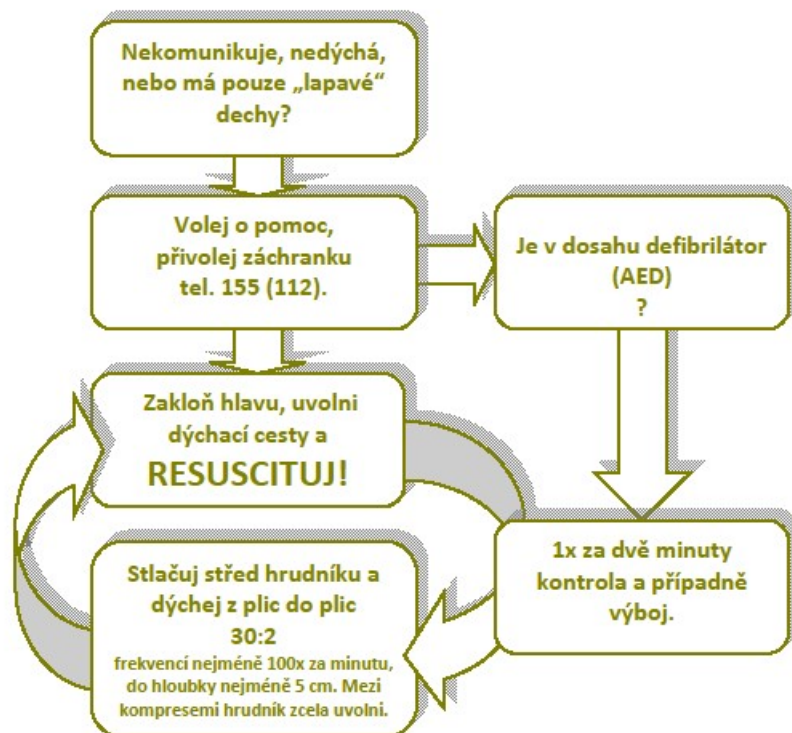 Nekomunikuje, nedýchá,
nebo má pouze „lapavé“
dechy?
Volej o pomoc,
přivolej záchranku
tel. 155 (112).
Je v dosahu defibrilátor
(AED)
?
Zakloň hlavu, uvolni
dýchací cesty a
RESUSCITUJ!
1x za dvě minuty
kontrola a případně
výboj.
Stlačuj střed hrudníku a
dýchej z plic do plic
30:2
frekvencí nejméně 100x za minutu,
do hloubky nejméně 5 cm. Mezi
kompresemi hrudník zcela uvolni.